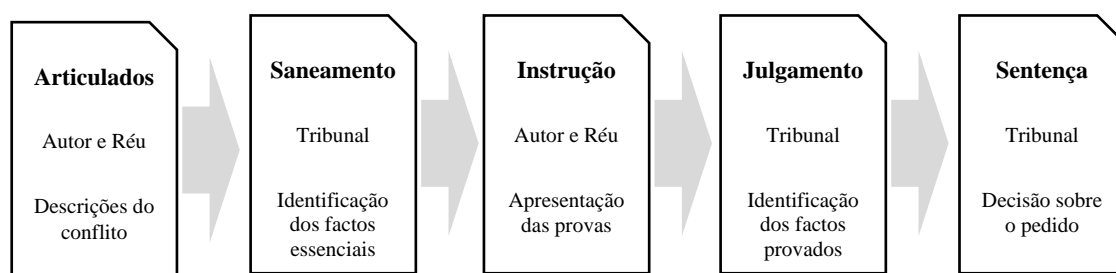 Articulados
Autor e Réu
Descrições do
conflito
Saneamento
Tribunal
Identificação
dos factos
essenciais
Instrução
Autor e Réu
Apresentação
das provas
Julgamento
Tribunal
Identificação
dos factos
provados
Sentença
Tribunal
Decisão sobre
o pedido